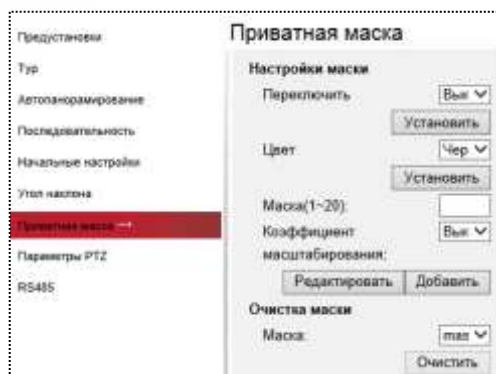 Предустановки
Тур
Автопанорамирование
Последовательность
Начальные настройки
Угол наклона
Приватная маска →
Параметры PTZ
RS485
Приватная маска
Настройки маски
Переключить Вык
Установить
Цвет Чер
Установить
Маска(1~20):
Коэффициент Вык
масштабирования:
Редактировать Добавить
Очистка маски
Маска: mas
Очистить